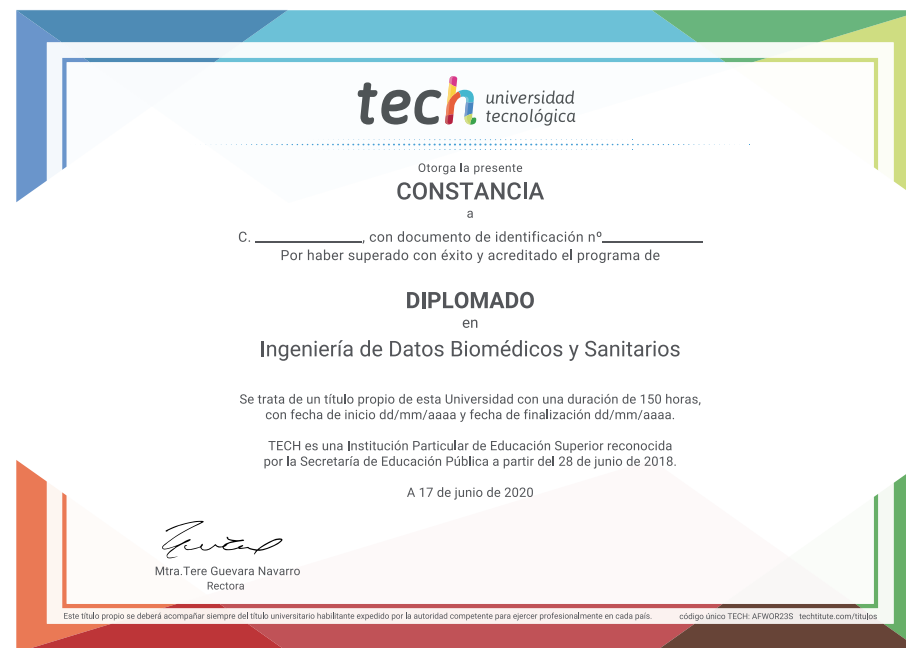 tech universidad
tecnológica
Otorga la presente
CONSTANCIA
a
C. ____________, con documento de identificación nº____________
Por haber superado con éxito y acreditado el programa de
DIPLOMADO
en
Ingeniería de Datos Biomédicos y Sanitarios
Se trata de un título propio de esta Universidad con una duración de 150 horas,
con fecha de inicio dd/mm/aaaa y fecha de finalización dd/mm/aaaa.
TECH es una Institución Particular de Educación Superior reconocida
por la Secretaría de Educación Pública a partir del 28 de junio de 2018.
A 17 de junio de 2020
Mtra.Tere Guevara Navarro
Rectora
Este título propio se deberá acompañar siempre del título universitario habilitante expedido por la autoridad competente para ejercer profesionalmente en cada país. código único TECH: AFWOR23S techtitute.com/titulos